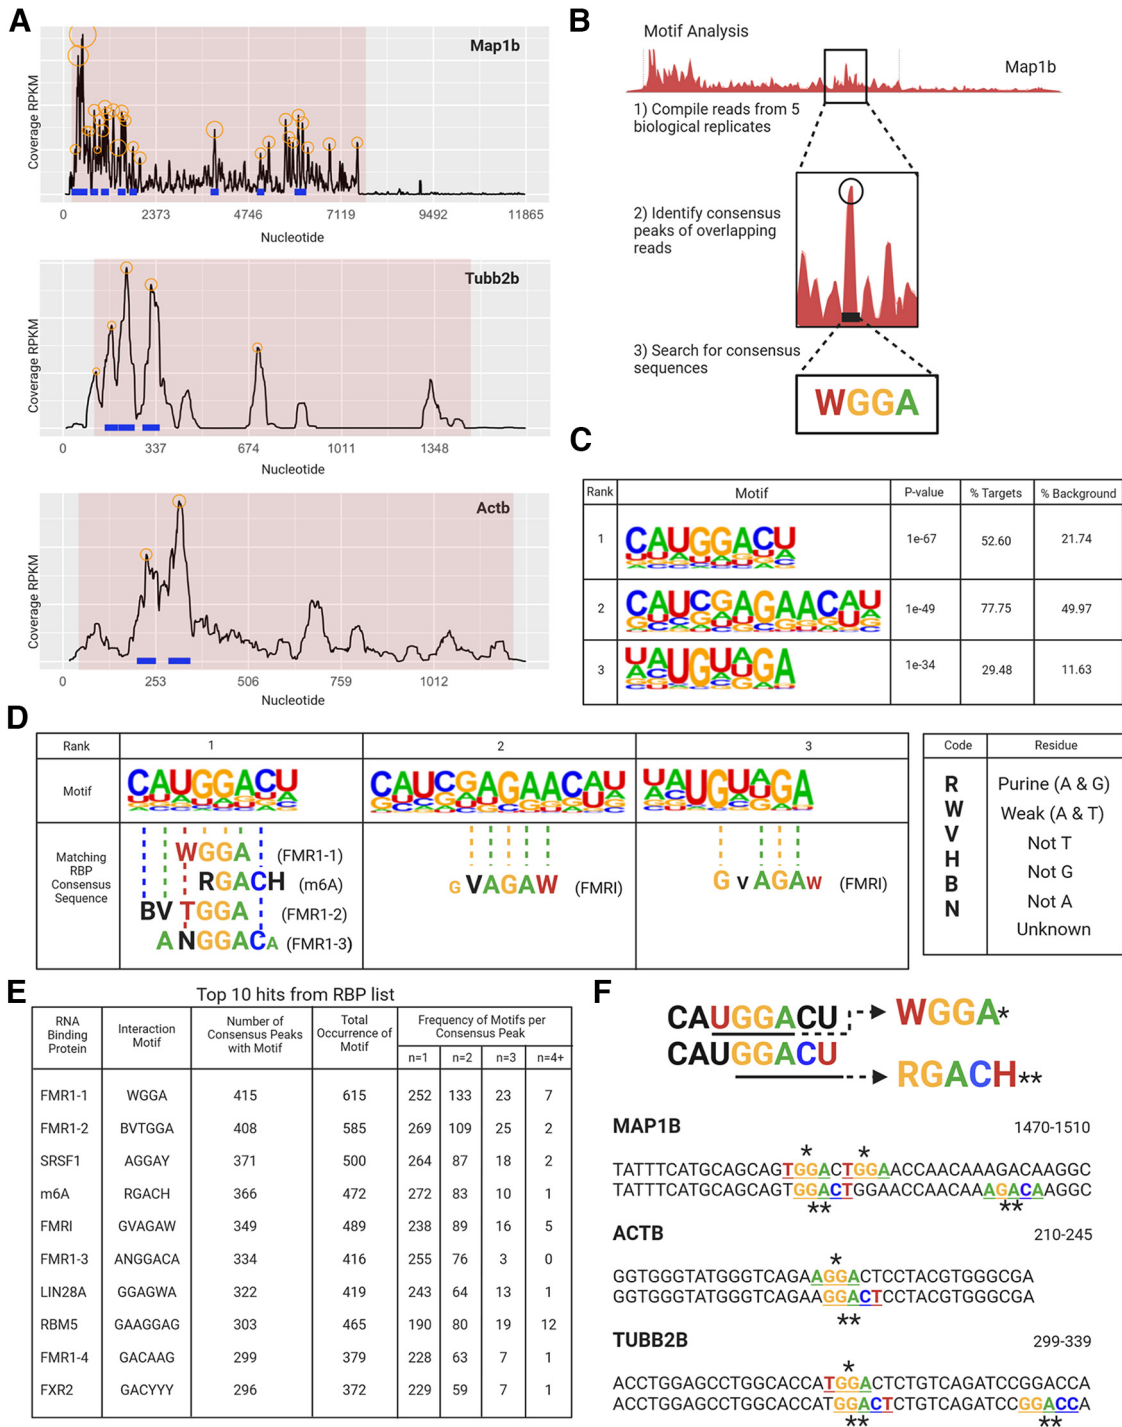 A
Map1b
Coverage RPKM
0 2373 4746 7119 9492 11865
Nucleotide
Tubb2b
Coverage RPKM
0 337 674 1011 1348
Nucleotide
Actb
Coverage RPKM
0 253 506 759 1012
Nucleotide
B
Motif Analysis
Map1b
1) Compile reads from 5
biological replicates
2) Identify consensus
peaks of overlapping
reads
3) Search for consensus
sequences
WGGA
C
Rank Motif P-value % Targets % Background
1 CAUGGACU 1e-67 52.60 21.74
2 CAUCGAGAACAU 1e-49 77.75 49.97
3 UAUGUAGA 1e-34 29.48 11.63
D
Rank 1 2 3
Motif CAUGGACU CAUCGAGAACAU UAUGUAGA
Matching
RBP
Consensus
Sequence
WGGA (FMR1-1)
RGACH (m6A)
BVTGGA (FMR1-2)
ANGGACA (FMR1-3)
GVAGAW (FMRI)
GVAGAW (FMRI)
Code Residue
R Purine (A & G)
W Weak (A & T)
V Not T
H Not G
B Not A
N Unknown
E
Top 10 hits from RBP list
RNA
Binding
Protein
Interaction
Motif
Number of
Consensus Peaks
with Motif
Total
Occurrence of
Motif
Frequency of Motifs per
Consensus Peak
n=1 n=2 n=3 n=4+
FMR1-1 WGGA 415 615 252 133 23 7
FMR1-2 BVTGGA 408 585 269 109 25 2
SRSF1 AGGAY 371 500 264 87 18 2
m6A RGACH 366 472 272 83 10 1
FMRI GVAGAW 349 489 238 89 16 5
FMR1-3 ANGGACA 334 416 255 76 3 0
LIN28A GGAGWA 322 419 243 64 13 1
RBM5 GAAGGAG 303 465 190 80 19 12
FMR1-4 GACAAG 299 379 228 63 7 1
FXR2 GACYYY 296 372 229 59 7 1
F
CAUGGACU WGGA*
CAUGGACU RGACH**
MAP1B 1470-1510
* *
TATTTCATGCAGCAGTGGACTGGAACCAACAAAGACAAGGC
TATTTCATGCAGCAGTGGACTGGAACCAACAAAGACAAGGC
** **
ACTB 210-245
*
GGTGGGTATGGGTCAGAAGGACTCCTACGTGGGCGA
GGTGGGTATGGGTCAGAAGGACTCCTACGTGGGCGA
**
TUBB2B 299-339
*
ACCTGGAGCCTGGCACCATGGACTCTGTCAGATCCGGACCA
ACCTGGAGCCTGGCACCATGGACTCTGTCAGATCCGGACCA
** **